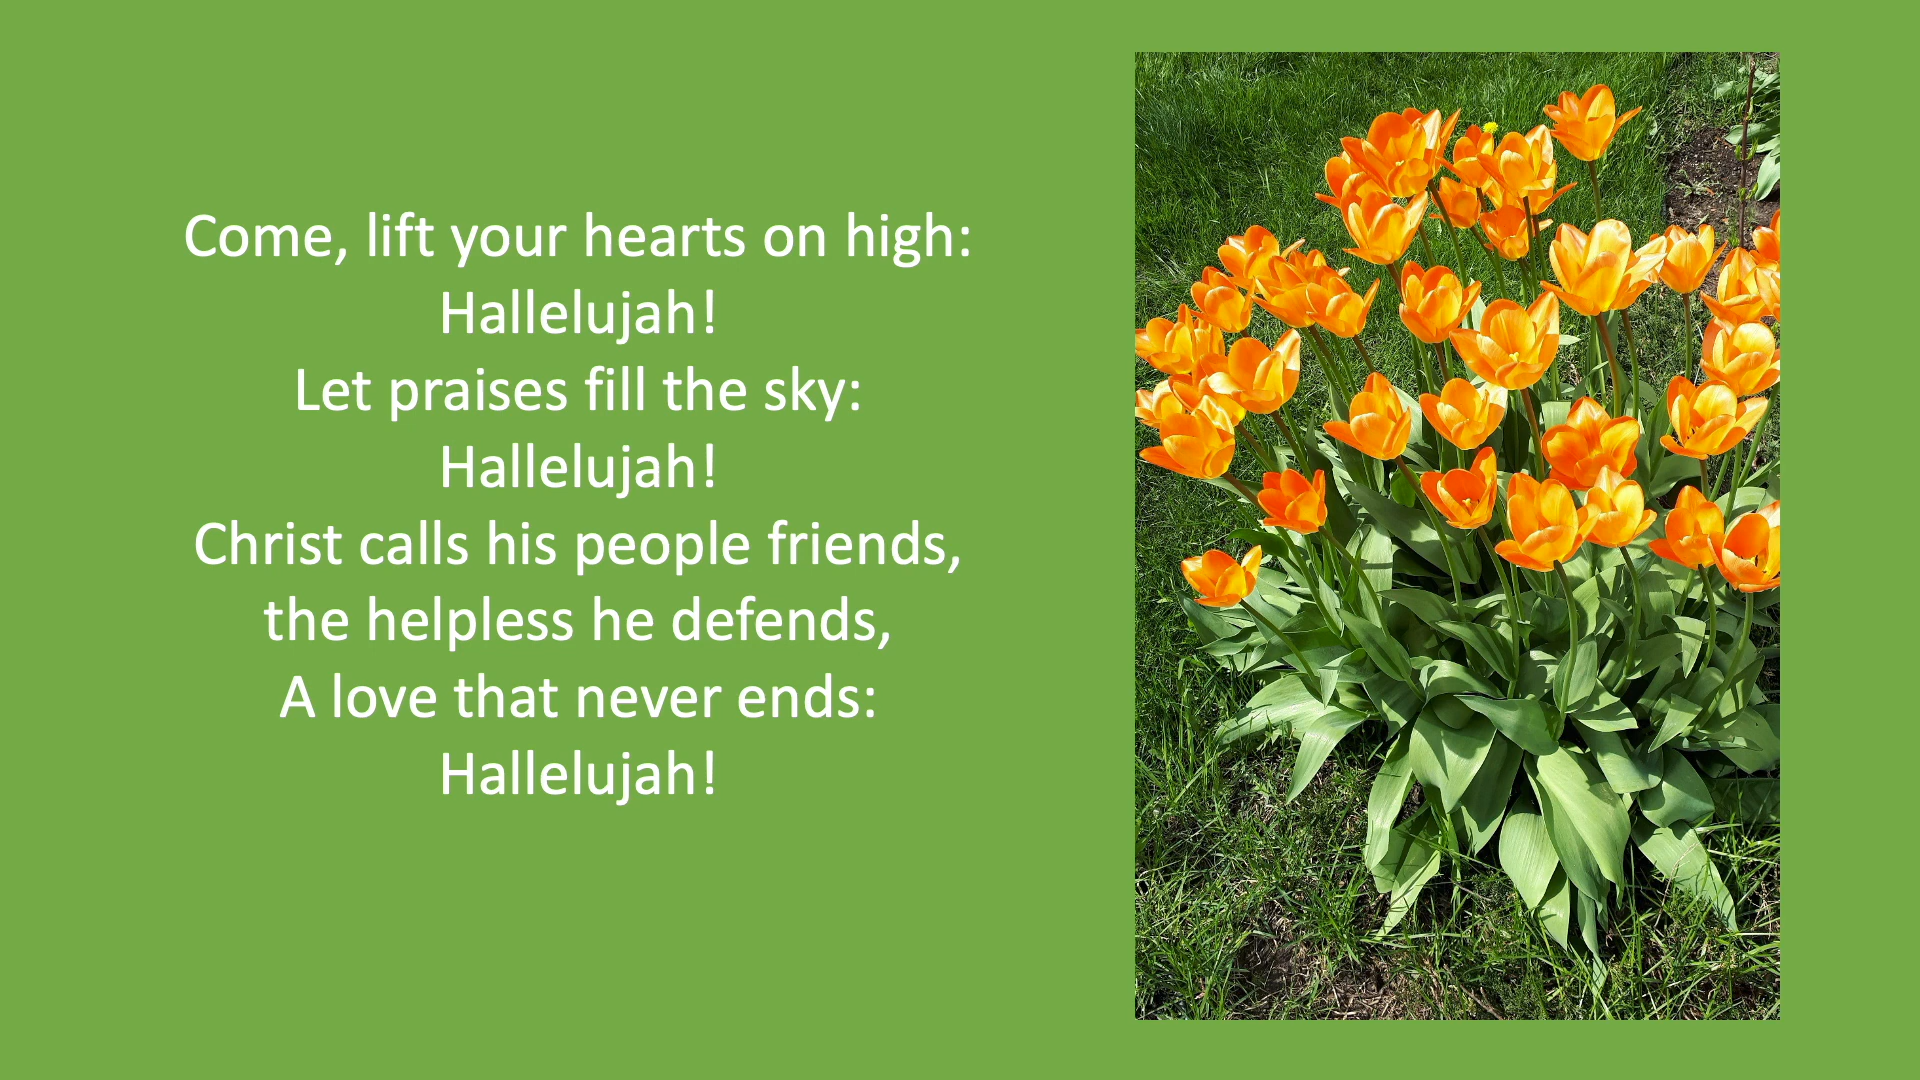 Come, lift your hearts on high:
Hallelujah!
Let praises fill the sky:
Hallelujah!
Christ calls his people friends,
the helpless he defends,
A love that never ends:
Hallelujah!